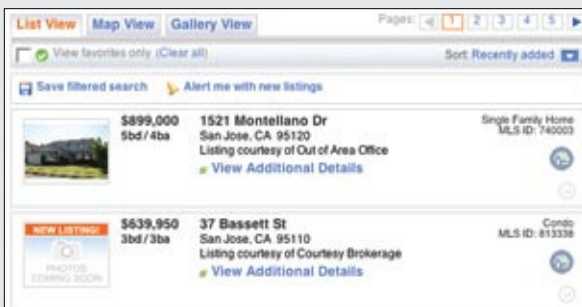 List View Map View Gallery View Pages: 1 2 3 4 5
View favorites only (Clear all) Sort: Recently added
Save filtered search Alert me with new listings
$899,000 1521 Montellano Dr Single Family Home
5bd/4ba San Jose, CA 95120 MLS ID: 740003
Listing courtesy of Out of Area Office
View Additional Details
NEW LISTING! $639,950 37 Bassett St Condo
3bd/3ba San Jose, CA 95110 MLS ID: 813338
Listing courtesy of Courtesy Brokerage
PHOTOS View Additional Details
COMING SOON